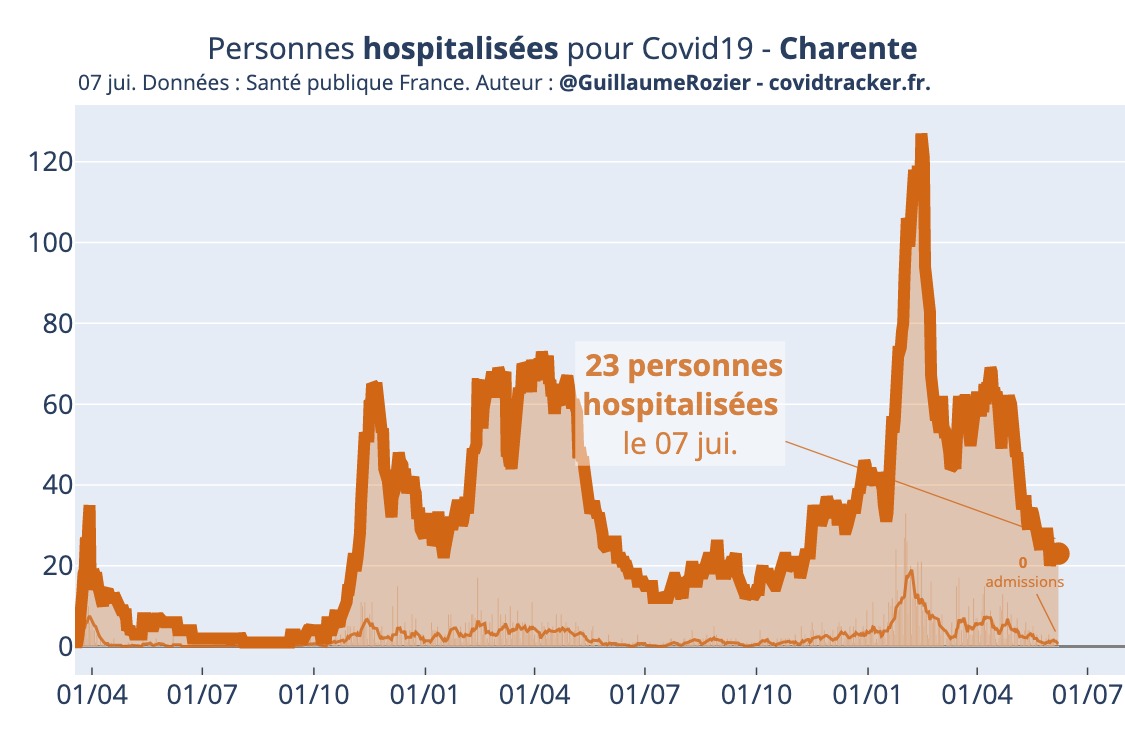 Personnes hospitalisées pour Covid19 - Charente
07 jui. Données : Santé publique France. Auteur : @GuillaumeRozier - covidtracker.fr.
120
100
80
60
40
20
0
23 personnes
hospitalisées
le 07 jui.
0
admissions
01/04 01/07 01/10 01/01 01/04 01/07 01/10 01/01 01/04 01/07